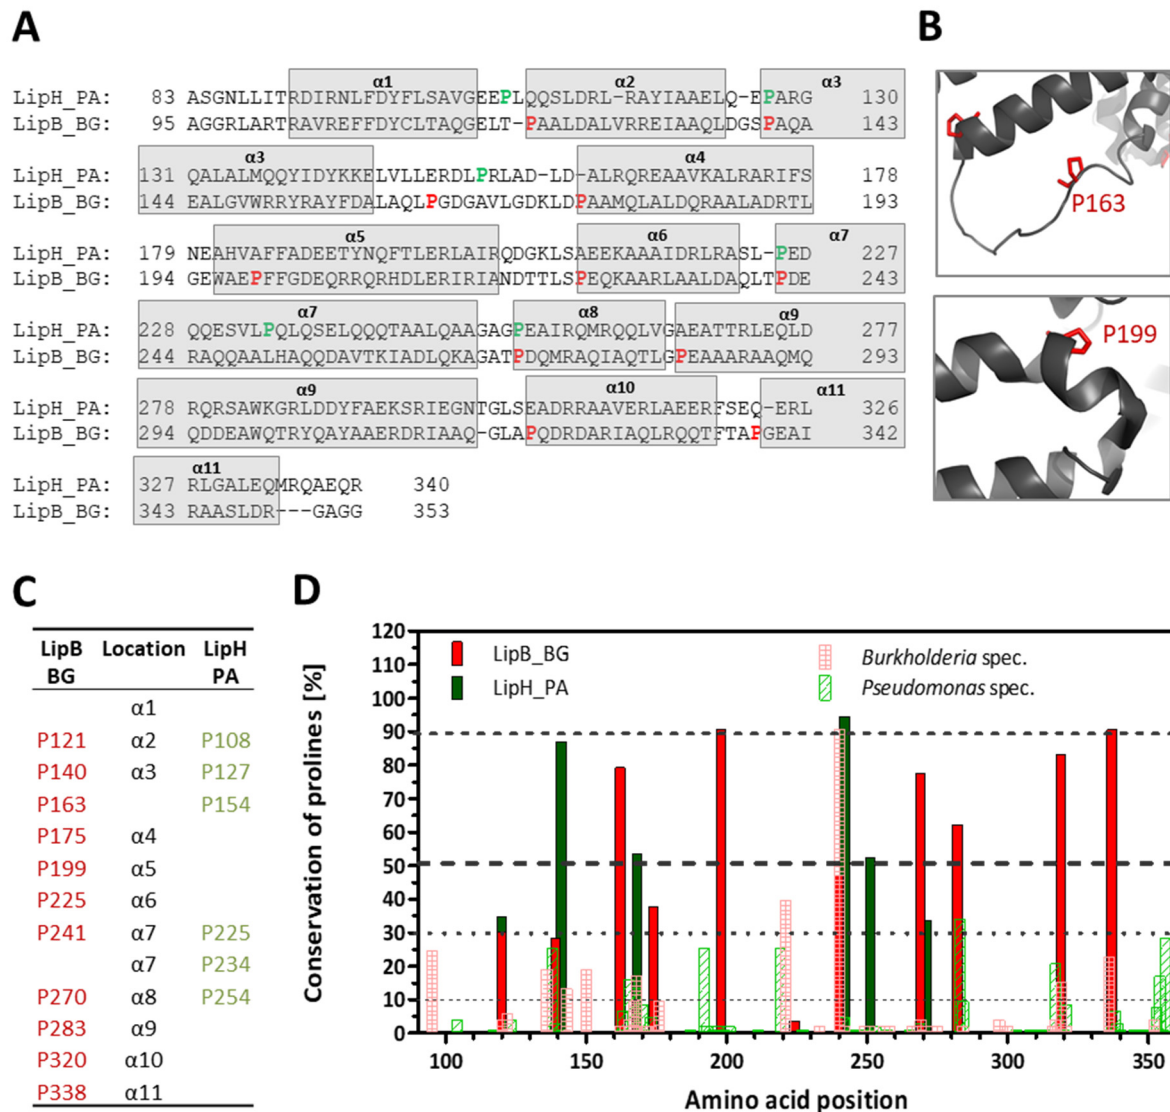 A
α1 α2 α3
LipH_PA: 83 ASGNLLITRDIRNLFDYFLSAVGEEPLQQSLDRL-RAYIAAELQ-EPARG 130
LipB_BG: 95 AGGRLARTRAVREFFDYCLTAQGELT-PAALDALVRREIAAQLDGSPAQA 143
α3 α4
LipH_PA: 131 QALALMQQYIDYKKELVLLERDLPRLAD-LD-ALRQREAAVKALRARIFS 178
LipB_BG: 144 EALGVWRRYRAYFDALAQLPGDGAVLGDKLDPAAMQLALDQRAALADRTL 193
α5 α6 α7
LipH_PA: 179 NEAHVAFFADEETYNQFTLERLAIRQDGKLSAEEKAAAIDRLRASL-PED 227
LipB_BG: 194 GEWAEPFFGDEQRRQRHDLERIRIANDTTLSPEQKAARLAALDAQLTPDE 243
α7 α8 α9
LipH_PA: 228 QQESVLPQLQSELQQQTAALQAAGAGPEAIRQMRQQLVGAEATTRLEQLD 277
LipB_BG: 244 RAQQAALHAQQDAVTKIADLQKAGATPDQMRAQIAQTLGPEAAARAAQMQ 293
α9 α10 α11
LipH_PA: 278 RQRSAWKGRLDDYFAEKSRIEGNTGLSEADRRAAVERLAEERFSEQ-ERL 326
LipB_BG: 294 QDDEAWQTRYQAYAAERDRIAAQ-GLAPQDRDARIAQLRQQTFTAPGEAI 342
α11
LipH_PA: 327 RLGALEQMRQAEQR 340
LipB_BG: 343 RAASLDR---GAGG 353
B
P163
P199
C
LipB BG Location LipH PA
α1
P121 α2 P108
P140 α3 P127
P163 P154
P175 α4
P199 α5
P225 α6
P241 α7 P225
α7 P234
P270 α8 P254
P283 α9
P320 α10
P338 α11
D
LipB_BG Burkholderia spec.
LipH_PA Pseudomonas spec.
Conservation of prolines [%]
120
110
100
90
80
70
60
50
40
30
20
10
0
100 150 200 250 300 350
Amino acid position